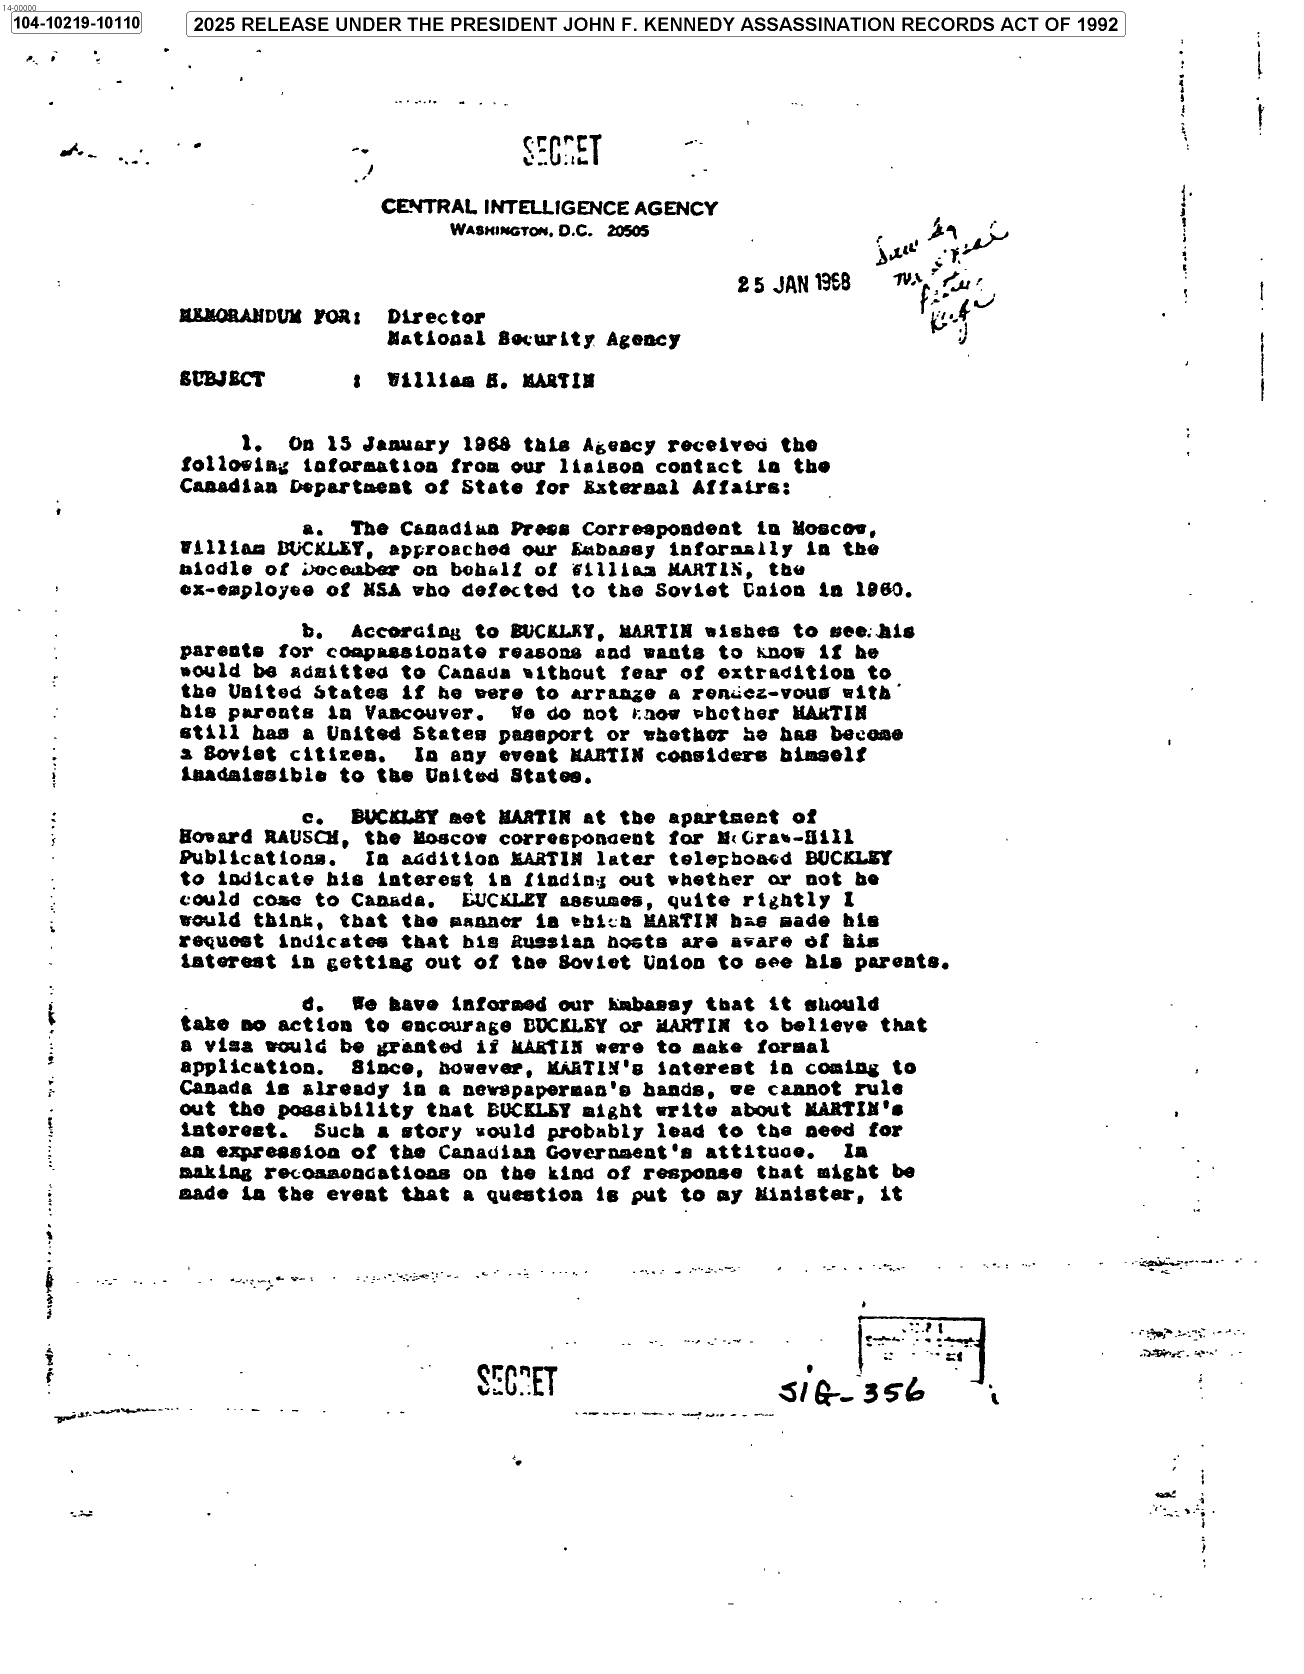 14-00000
104-10219-10110
2025 RELEASE UNDER THE PRESIDENT JOHN F. KENNEDY ASSASSINATION RECORDS ACT OF 1992
SECRET
CENTRAL INTELLIGENCE AGENCY
WASHINGTON, D.C. 20505
25 JAN 1968
MEMORANDUM FOR: Director
National Security Agency
SUBJECT : William H. MARTIN
1. On 15 January 1968 this Agency received the
following information from our liaison contact in the
Canadian Department of State for External Affairs:
a. The Canadian Press Correspondent in Moscow,
William BUCKLEY, approached our Embassy informally in the
middle of December on behalf of William MARTIN, the
ex-employee of NSA who defected to the Soviet Union in 1960.
b. According to BUCKLEY, MARTIN wishes to see his
parents for compassionate reasons and wants to know if he
would be admitted to Canada without fear of extradition to
the United States if he were to arrange a rendez-vous with
his parents in Vancouver. We do not know whether MARTIN
still has a United States passport or whether he has become
a Soviet citizen. In any event MARTIN considers himself
inadmissible to the United States.
c. BUCKLEY met MARTIN at the apartment of
Howard RAUSCH, the Moscow correspondent for McGraw-Hill
Publications. In addition MARTIN later telephoned BUCKLEY
to indicate his interest in finding out whether or not he
could come to Canada. BUCKLEY assumes, quite rightly I
would think, that the manner in which MARTIN has made his
request indicates that his Russian hosts are aware of his
interest in getting out of the Soviet Union to see his parents.
d. We have informed our Embassy that it should
take no action to encourage BUCKLEY or MARTIN to believe that
a visa would be granted if MARTIN were to make formal
application. Since, however, MARTIN's interest in coming to
Canada is already in a newspaperman's hands, we cannot rule
out the possibility that BUCKLEY might write about MARTIN's
interest. Such a story would probably lead to the need for
an expression of the Canadian Government's attitude. In
making recommendations on the kind of response that might be
made in the event that a question is put to my Minister, it
SECRET
SIG-356